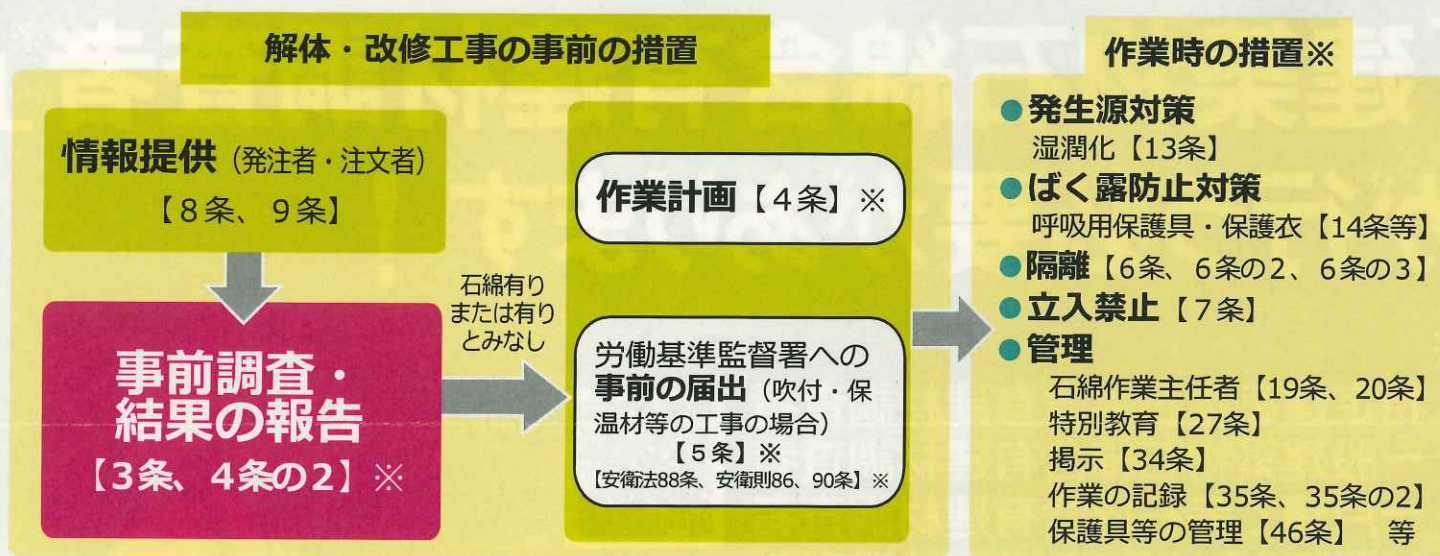 解体・改修工事の事前の措置
情報提供（発注者・注文者）
【8条、9条】
事前調査・
結果の報告
【3条、4条の2】※
石綿有り
または有り
とみなし
作業計画【4条】※
労働基準監督署への
事前の届出（吹付・保
温材等の工事の場合）
【5条】※
【安衛法88条、安衛則86、90条】※
作業時の措置※
●発生源対策
湿潤化【13条】
●ばく露防止対策
呼吸用保護具・保護衣【14条等】
●隔離【6条、6条の2、6条の3】
●立入禁止【7条】
●管理
石綿作業主任者【19条、20条】
特別教育【27条】
掲示【34条】
作業の記録【35条、35条の2】
保護具等の管理【46条】　等